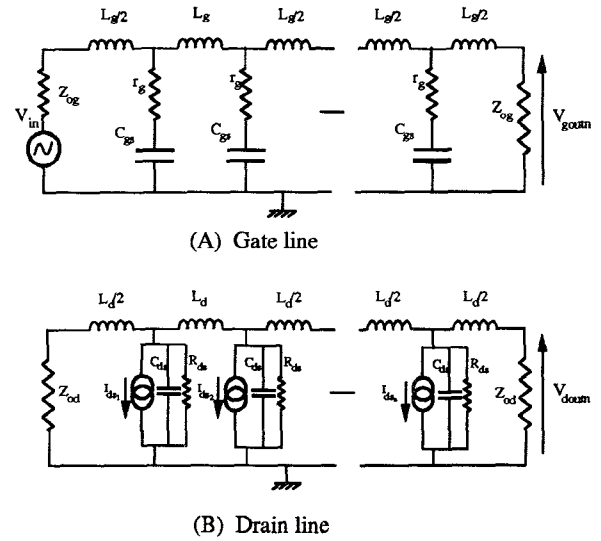 Lg/2 Lg Lg/2 Lg/2 Lg/2
Zog rg rg rg Zog
Vin Vgoutn
Cgs Cgs Cgs
(A) Gate line
Ld/2 Ld Ld/2 Ld/2 Ld/2
Cds Rds Cds Rds Cds Rds
Zod Ids1 Ids2 Idsn Zod Vdoutn
(B) Drain line